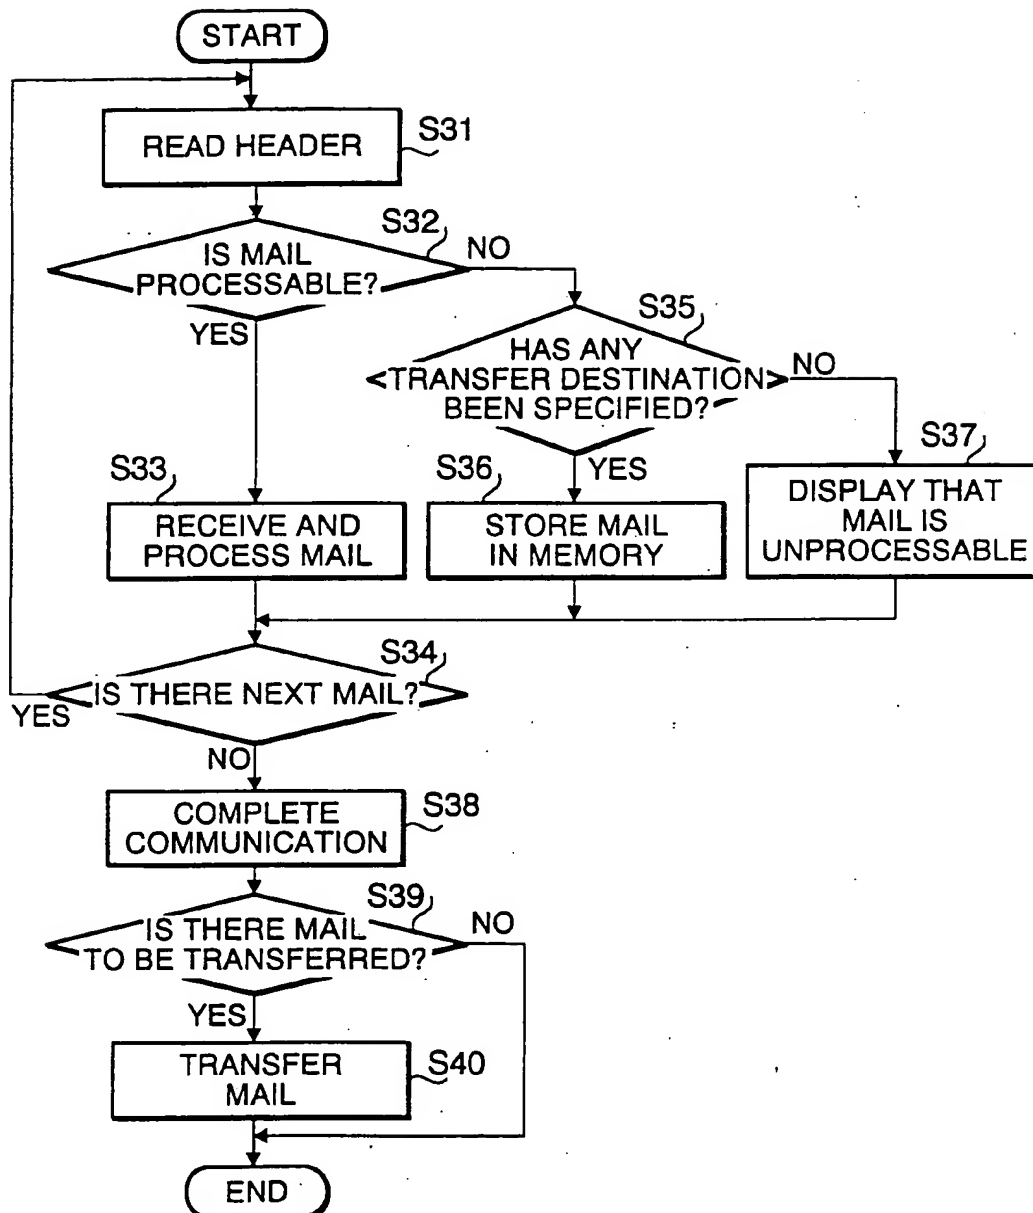 START
READ HEADER
S31
IS MAIL
PROCESSABLE?
S32
NO
YES
HAS ANY
TRANSFER DESTINATION
BEEN SPECIFIED?
S35
NO
YES
S33
RECEIVE AND
PROCESS MAIL
S36
STORE MAIL
IN MEMORY
S37
DISPLAY THAT
MAIL IS
UNPROCESSABLE
S34
IS THERE NEXT MAIL?
YES
NO
COMPLETE
COMMUNICATION
S38
S39
IS THERE MAIL
TO BE TRANSFERRED?
NO
YES
TRANSFER
MAIL
S40
END